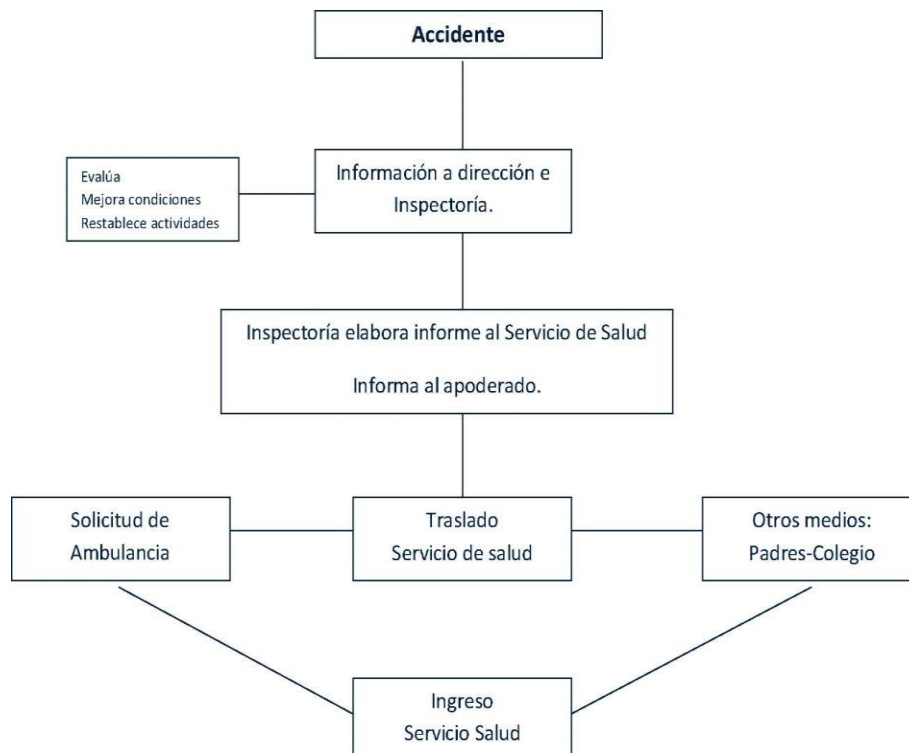 Accidente
Información a dirección e
Inspectoría.
Evalúa
Mejora condiciones
Restablece actividades
Inspectoría elabora informe al Servicio de Salud
Informa al apoderado.
Solicitud de
Ambulancia
Traslado
Servicio de salud
Otros medios:
Padres-Colegio
Ingreso
Servicio Salud